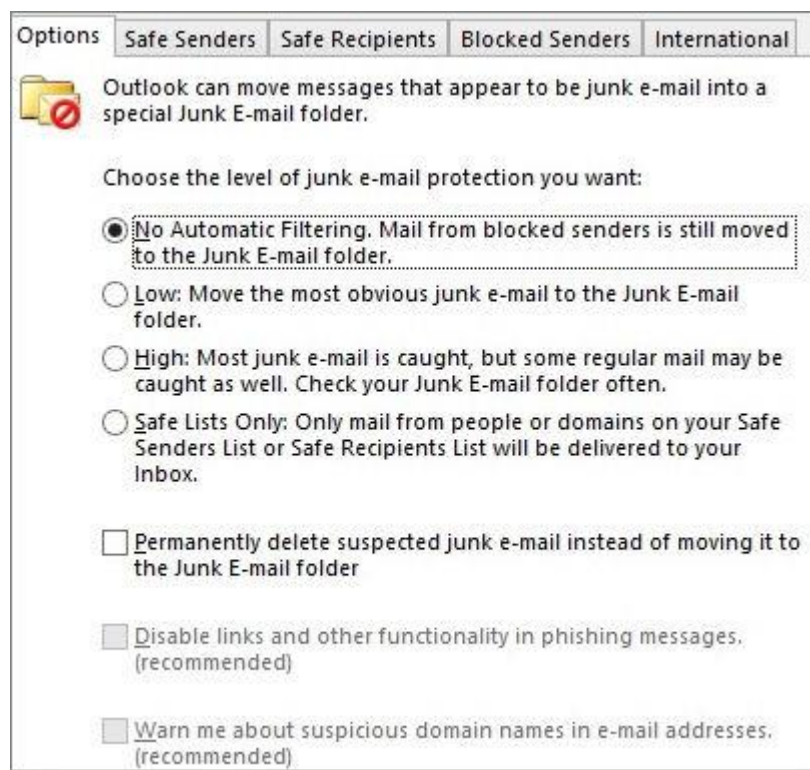 Options Safe Senders Safe Recipients Blocked Senders International
Outlook can move messages that appear to be junk e-mail into a
special Junk E-mail folder.
Choose the level of junk e-mail protection you want:
No Automatic Filtering. Mail from blocked senders is still moved
to the Junk E-mail folder.
Low: Move the most obvious junk e-mail to the Junk E-mail
folder.
High: Most junk e-mail is caught, but some regular mail may be
caught as well. Check your Junk E-mail folder often.
Safe Lists Only: Only mail from people or domains on your Safe
Senders List or Safe Recipients List will be delivered to your
Inbox.
Permanently delete suspected junk e-mail instead of moving it to
the Junk E-mail folder
Disable links and other functionality in phishing messages.
(recommended)
Warn me about suspicious domain names in e-mail addresses.
(recommended)